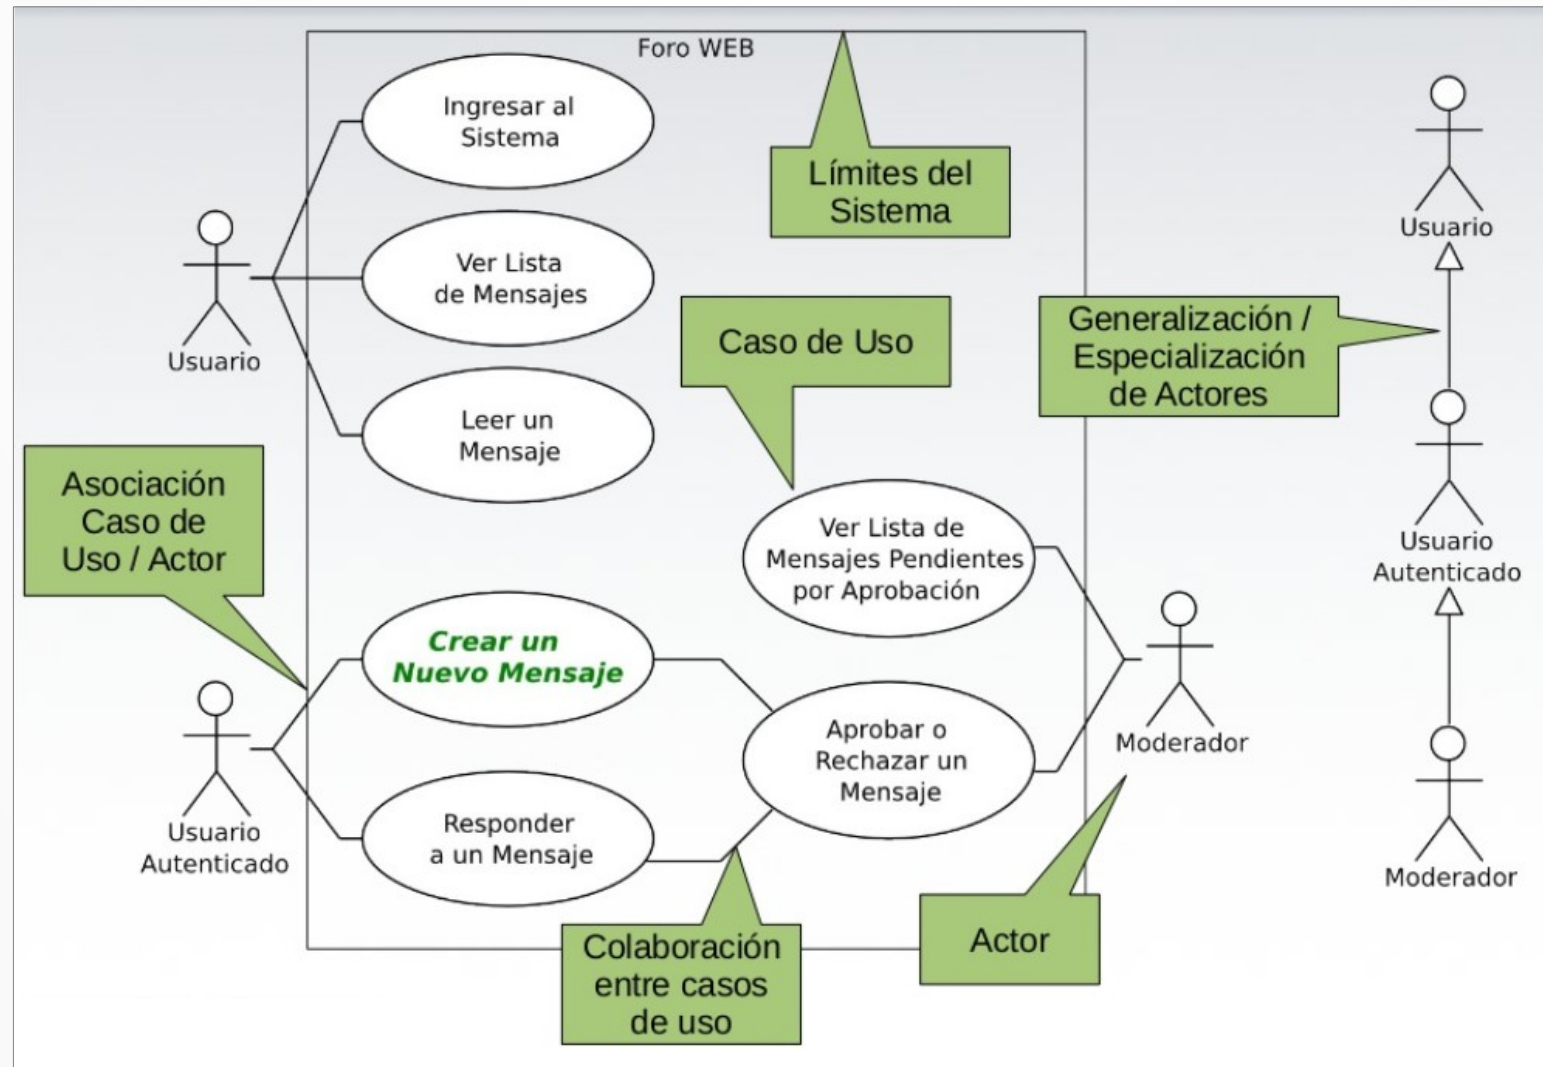 Foro WEB
Ingresar al
Sistema
Límites del
Sistema
Usuario
Ver Lista
de Mensajes
Usuario
Caso de Uso
Generalización /
Especialización
de Actores
Leer un
Mensaje
Asociación
Caso de
Uso / Actor
Ver Lista de
Mensajes Pendientes
por Aprobación
Usuario
Autenticado
Crear un
Nuevo Mensaje
Moderador
Aprobar o
Rechazar un
Mensaje
Usuario
Autenticado
Responder
a un Mensaje
Moderador
Colaboración
entre casos
de uso
Actor